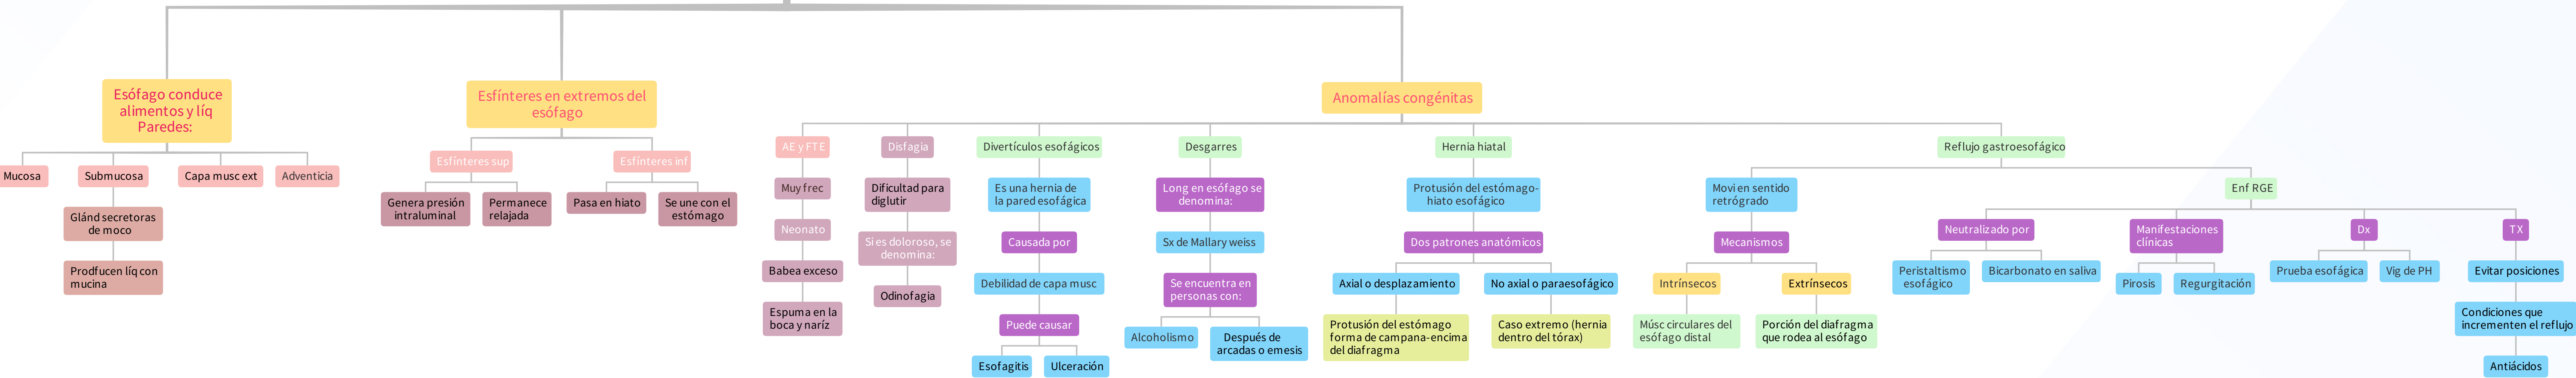 Esófago conduce
alimentos y líq
Paredes:
Mucosa
Submucosa
Glánd secretoras
de moco
Prodfucen líq con
mucina
Capa musc ext
Adventicia
Esfínteres en extremos del
esófago
Esfínteres sup
Genera presión
intraluminal
Permanece
relajada
Esfínteres inf
Pasa en hiato
Se une con el
estómago
Anomalías congénitas
AE y FTE
Muy frec
Neonato
Babea exceso
Espuma en la
boca y naríz
Disfagia
Dificultad para
diglutir
Si es doloroso, se
denomina:
Odinofagia
Divertículos esofágicos
Es una hernia de
la pared esofágica
Causada por
Debilidad de capa musc
Puede causar
Esofagitis
Ulceración
Desgarres
Long en esófago se
denomina:
Sx de Mallary weiss
Se encuentra en
personas con:
Alcoholismo
Después de
arcadas o emesis
Hernia hiatal
Protusión del estómago-
hiato esofágico
Dos patrones anatómicos
Axial o desplazamiento
Protusión del estómago
forma de campana-encima
del diafragma
No axial o paraesofágico
Caso extremo (hernia
dentro del tórax)
Reflujo gastroesofágico
Movi en sentido
retrógrado
Mecanismos
Intrínsecos
Músc circulares del
esófago distal
Extrínsecos
Porción del diafragma
que rodea al esófago
Enf RGE
Neutralizado por
Peristaltismo
esofágico
Bicarbonato en saliva
Manifestaciones
clínicas
Pirosis
Regurgitación
Dx
Prueba esofágica
Vig de PH
TX
Evitar posiciones
Condiciones que
incrementen el reflujo
Antiácidos